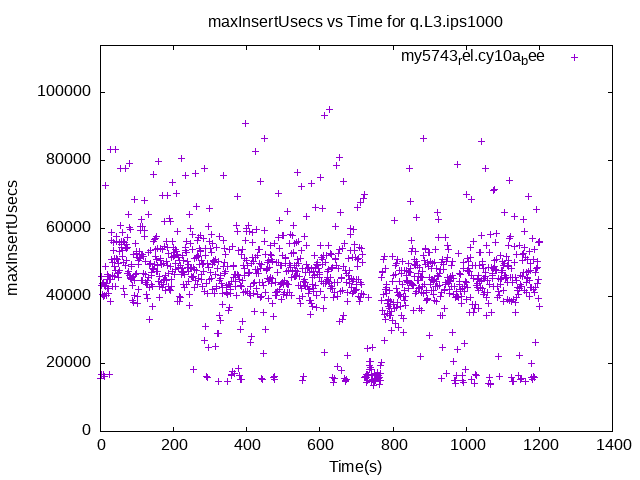 maxInsertUsecs vs Time for q.L3.ips1000
my5743rel.cy10abee
100000
80000
60000
40000
20000
0
maxInsertUsecs
0 200 400 600 800 1000 1200 1400
Time(s)